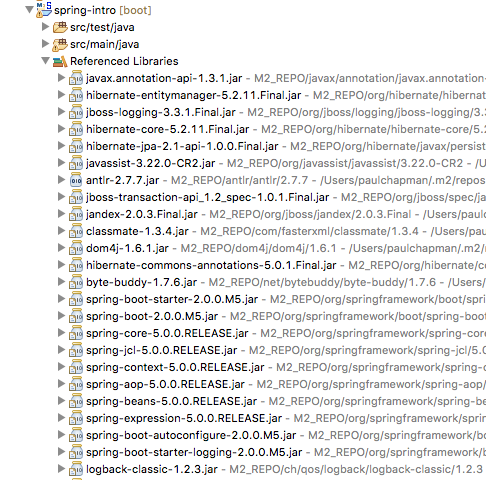 spring-intro [boot]
src/test/java
src/main/java
Referenced Libraries
javax.annotation-api-1.3.1.jar - M2_REPO/javax/annotation/javax.annotation
hibernate-entitymanager-5.2.11.Final.jar - M2_REPO/org/hibernate/hibernat
jboss-logging-3.3.1.Final.jar - M2_REPO/org/jboss/logging/jboss-logging/3.
hibernate-core-5.2.11.Final.jar - M2_REPO/org/hibernate/hibernate-core/5.
hibernate-jpa-2.1-api-1.0.0.Final.jar - M2_REPO/org/hibernate/javax/persist
javassist-3.22.0-CR2.jar - M2_REPO/org/javassist/javassist/3.22.0-CR2 - /U
antlr-2.7.7.jar - M2_REPO/antlr/antlr/2.7.7 - /Users/paulchapman/.m2/repos
jboss-transaction-api_1.2_spec-1.0.1.Final.jar - M2_REPO/org/jboss/spec/ja
jandex-2.0.3.Final.jar - M2_REPO/org/jboss/jandex/2.0.3.Final - /Users/paulc
classmate-1.3.4.jar - M2_REPO/com/fasterxml/classmate/1.3.4 - /Users/pau
dom4j-1.6.1.jar - M2_REPO/dom4j/dom4j/1.6.1 - /Users/paulchapman/.m2/
hibernate-commons-annotations-5.0.1.Final.jar - M2_REPO/org/hibernate/c
byte-buddy-1.7.6.jar - M2_REPO/net/bytebuddy/byte-buddy/1.7.6 - /Users/
spring-boot-starter-2.0.0.M5.jar - M2_REPO/org/springframework/boot/spri
spring-boot-2.0.0.M5.jar - M2_REPO/org/springframework/boot/spring-boot
spring-core-5.0.0.RELEASE.jar - M2_REPO/org/springframework/spring-core
spring-jcl-5.0.0.RELEASE.jar - M2_REPO/org/springframework/spring-jcl/5.0
spring-context-5.0.0.RELEASE.jar - M2_REPO/org/springframework/spring-c
spring-aop-5.0.0.RELEASE.jar - M2_REPO/org/springframework/spring-aop/
spring-beans-5.0.0.RELEASE.jar - M2_REPO/org/springframework/spring-be
spring-expression-5.0.0.RELEASE.jar - M2_REPO/org/springframework/sprin
spring-boot-autoconfigure-2.0.0.M5.jar - M2_REPO/org/springframework/bo
spring-boot-starter-logging-2.0.0.M5.jar - M2_REPO/org/springframework/b
logback-classic-1.2.3.jar - M2_REPO/ch/qos/logback/logback-classic/1.2.3